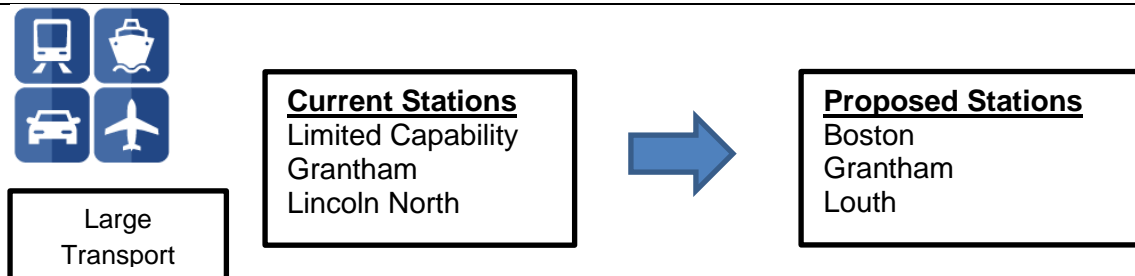 Current Stations
Limited Capability
Grantham
Lincoln North
Proposed Stations
Boston
Grantham
Louth
Large
Transport